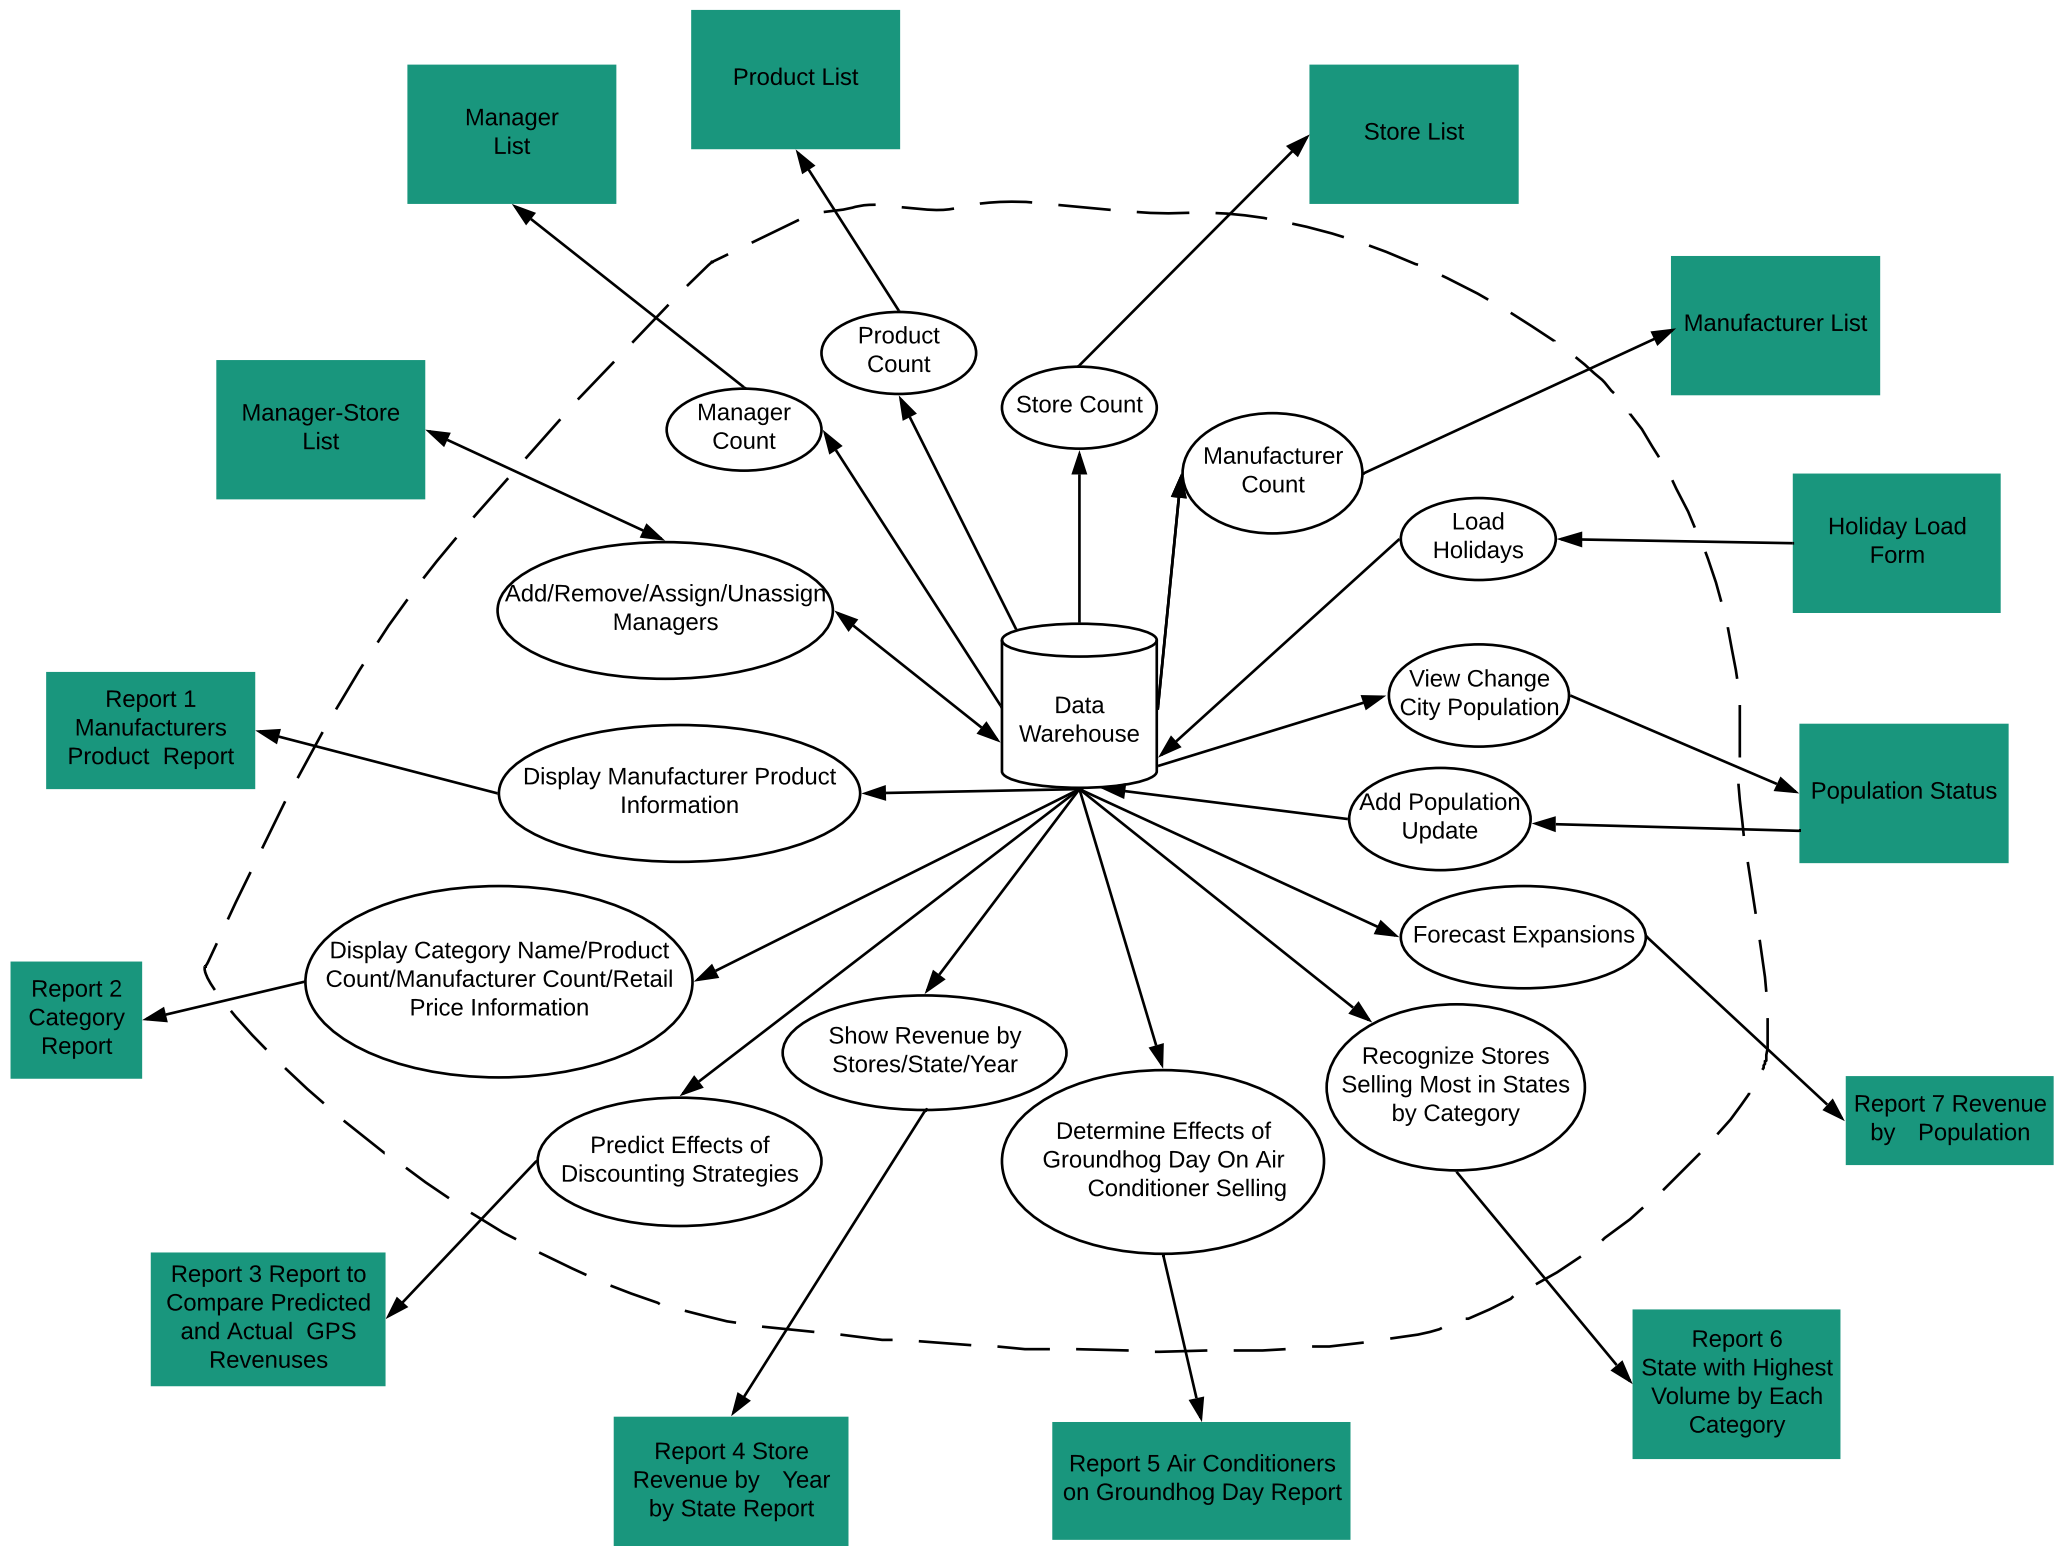 Product List
Manager
List
Store List
Manufacturer List
Product
Count
Manager
Count
Store Count
Manager-Store
List
Manufacturer
Count
Load
Holidays
Holiday Load
Form
Add/Remove/Assign/Unassign
Managers
Data
Warehouse
View Change
City Population
Report 1
Manufacturers
Product  Report
Display Manufacturer Product
Information
Population Status
Add Population
Update
Forecast Expansions
Display Category Name/Product
Count/Manufacturer Count/Retail
Price Information
Report 2
Category
Report
Show Revenue by
Stores/State/Year
Recognize Stores
Selling Most in States
by Category
Predict Effects of
Discounting Strategies
Determine Effects of
Groundhog Day On Air
Conditioner Selling
Report 7 Revenue
by   Population
Report 3 Report to
Compare Predicted
and Actual  GPS
Revenuses
Report 6
State with Highest
Volume by Each
Category
Report 4 Store
Revenue by   Year
by State Report
Report 5 Air Conditioners
on Groundhog Day Report